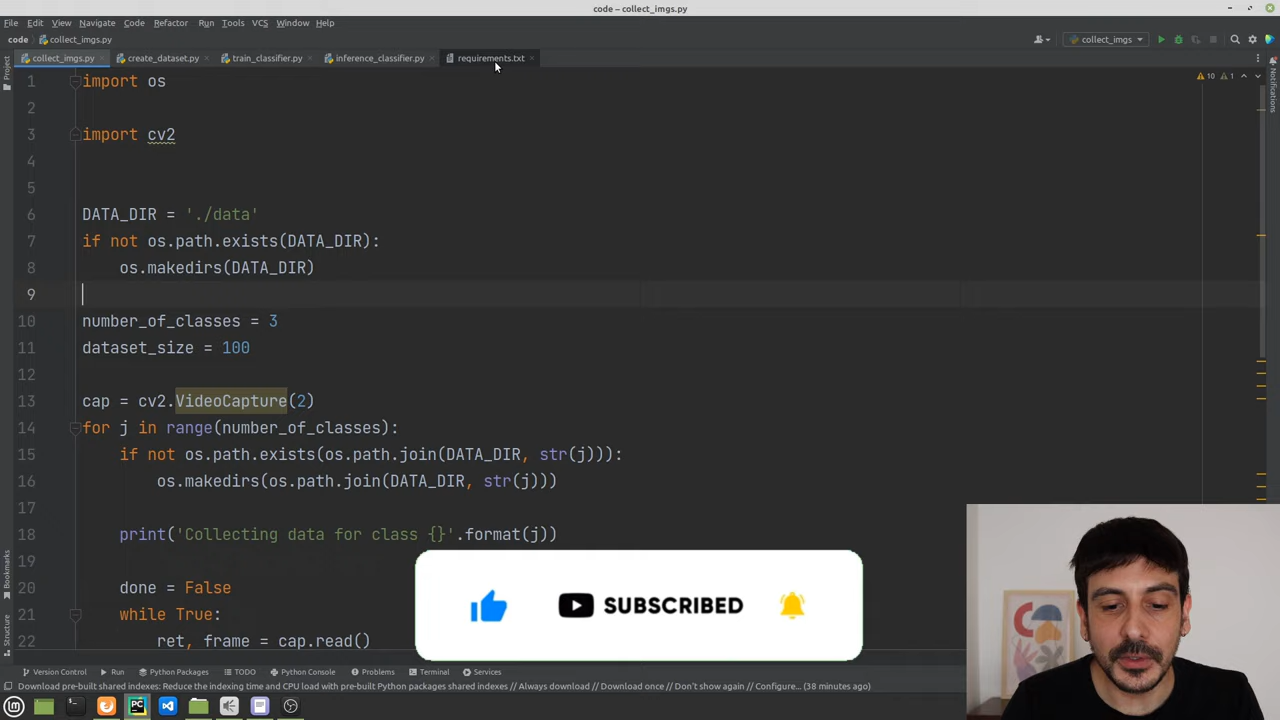 code – collect_imgs.py
File Edit View Navigate Code Refactor Run Tools VCS Window Help
code collect_imgs.py collect_imgs
collect_imgs.py create_dataset.py train_classifier.py inference_classifier.py requirements.txt
Project
Notifications
10 1
1 import os
2
3 import cv2
4
5
6 DATA_DIR = './data'
7 if not os.path.exists(DATA_DIR):
8 os.makedirs(DATA_DIR)
9
10 number_of_classes = 3
11 dataset_size = 100
12
13 cap = cv2.VideoCapture(2)
14 for j in range(number_of_classes):
15 if not os.path.exists(os.path.join(DATA_DIR, str(j))):
16 os.makedirs(os.path.join(DATA_DIR, str(j)))
17
18 print('Collecting data for class {}'.format(j))
19
20 done = False
21 while True:
22 ret, frame = cap.read()
SUBSCRIBED
Bookmarks
Structure
Version Control Run Python Packages TODO Python Console Problems Terminal Services
Download pre-built shared indexes: Reduce the indexing time and CPU load with pre-built Python packages shared indexes // Always download // Download once // Don't show again // Configure... (38 minutes ago)
PC